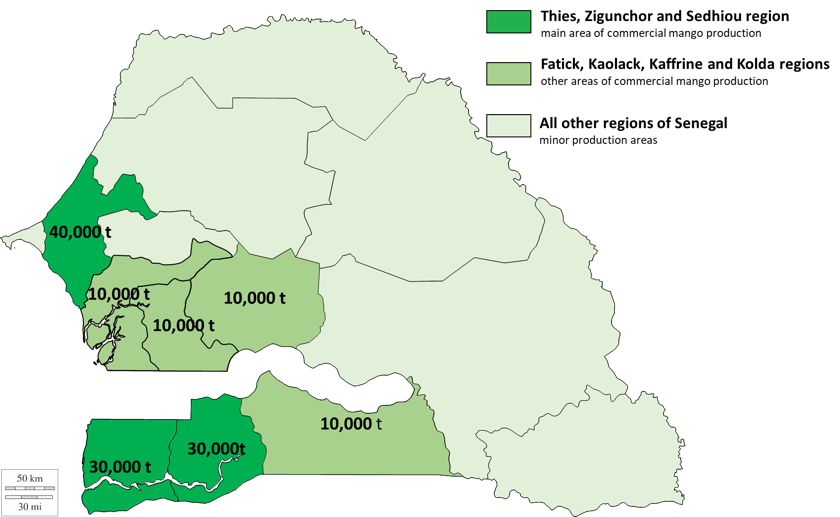 Thies, Zigunchor and Sedhiou region
main area of commercial mango production
Fatick, Kaolack, Kaffrine and Kolda regions
other areas of commercial mango production
All other regions of Senegal
minor production areas
40,000 t
10,000 t
10,000 t
10,000 t
10,000 t
30,000t
30,000 t
50 km
30 mi